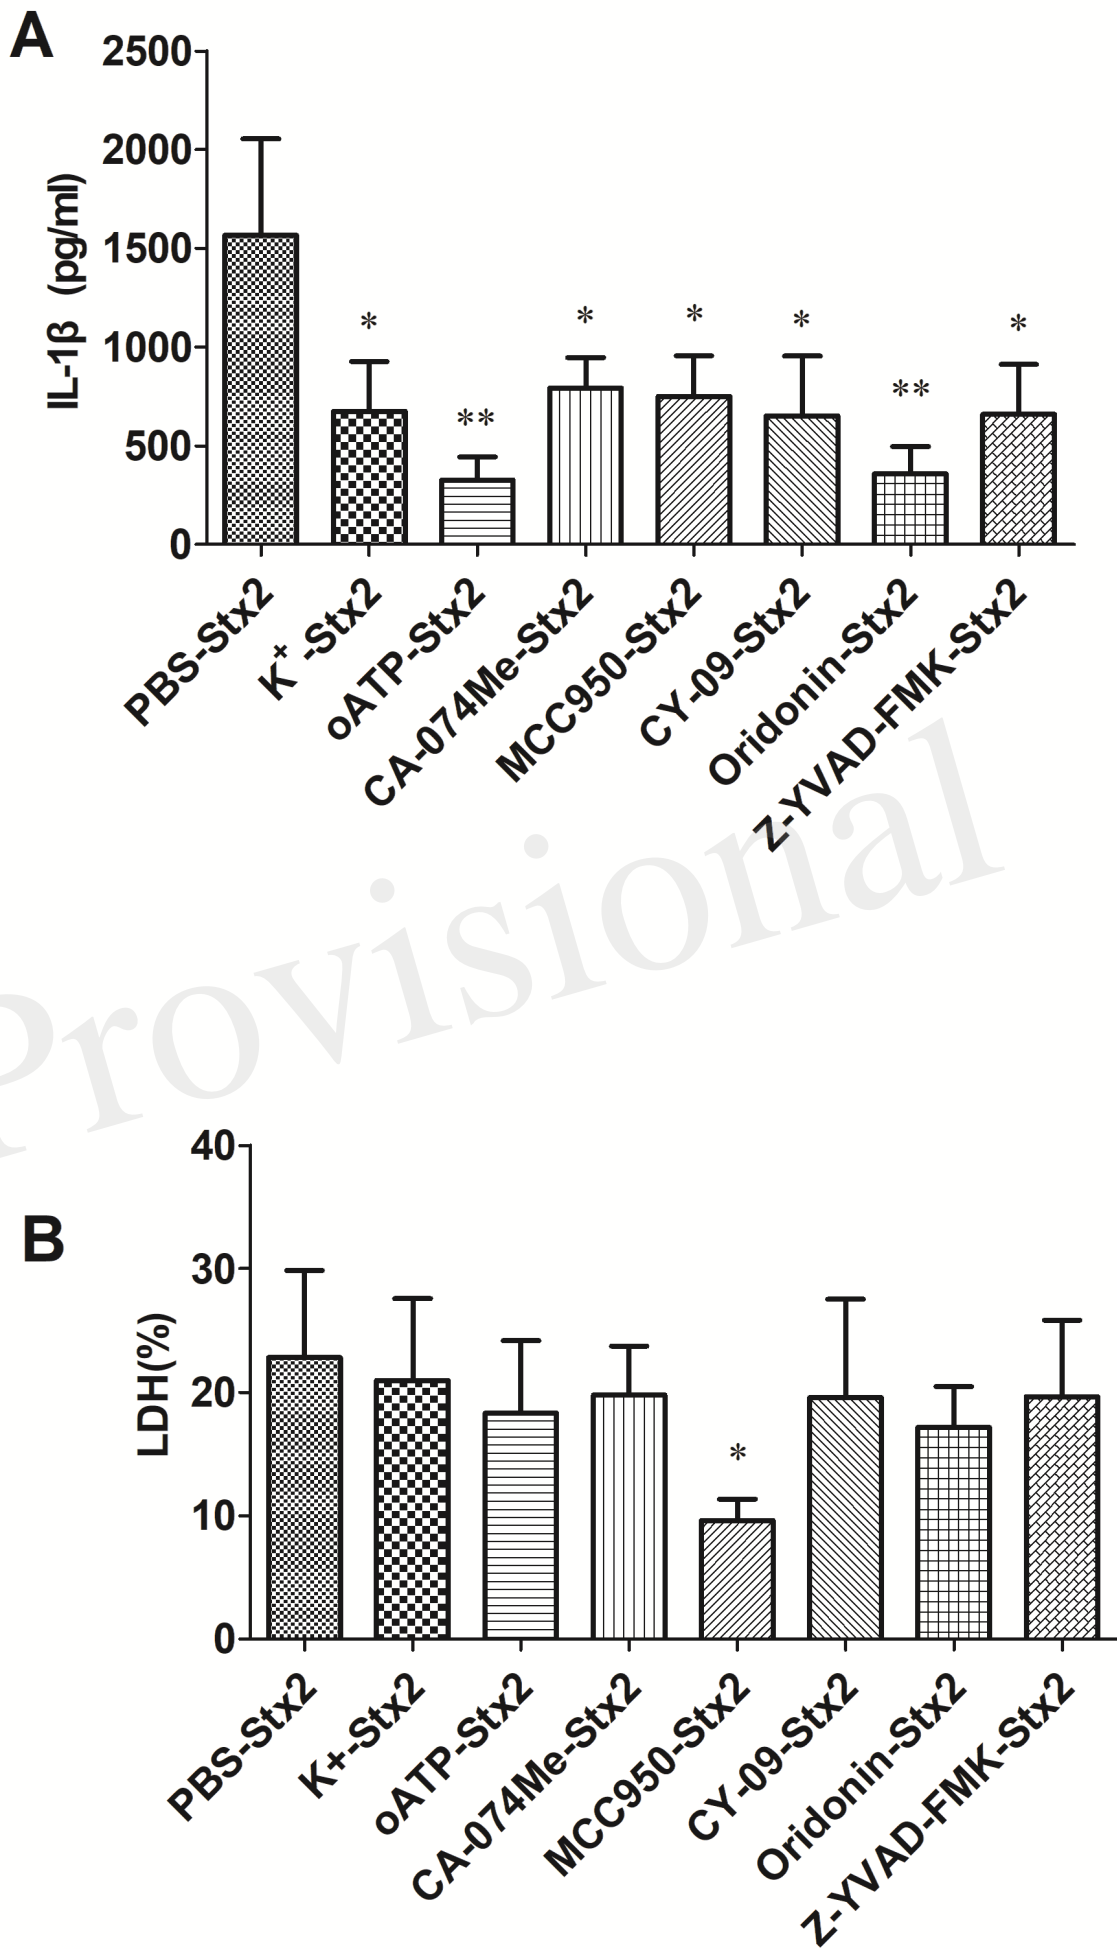 A
2500
2000
1500
1000
500
0
IL-1β (pg/ml)
*
**
*
*
*
**
*
PBS-Stx2
K⁺-Stx2
oATP-Stx2
CA-074Me-Stx2
MCC950-Stx2
CY-09-Stx2
Oridonin-Stx2
Z-YVAD-FMK-Stx2
Provisional
B
40
30
20
10
0
LDH(%)
*
PBS-Stx2
K+-Stx2
oATP-Stx2
CA-074Me-Stx2
MCC950-Stx2
CY-09-Stx2
Oridonin-Stx2
Z-YVAD-FMK-Stx2